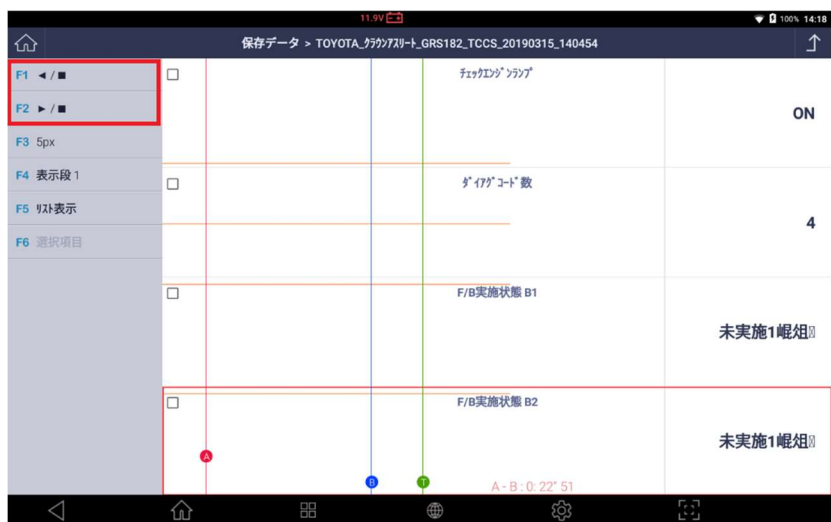 11.9V
100% 14:18
保存データ > TOYOTA_ｸﾗｳﾝｱｽﾘｰﾄ_GRS182_TCCS_20190315_140454
F1 ◄ / ■
F2 ► / ■
F3 5px
F4 表示段 1
F5 ﾘｽﾄ表示
F6 選択項目
ﾁｪｯｸｴﾝｼﾞﾝﾗﾝﾌﾟ
ON
ﾀﾞｲｱｸﾞｺｰﾄﾞ数
4
F/B実施状態 B1
未実施1崐俎
F/B実施状態 B2
未実施1崐俎
A
B
T
A - B : 0: 22" 51